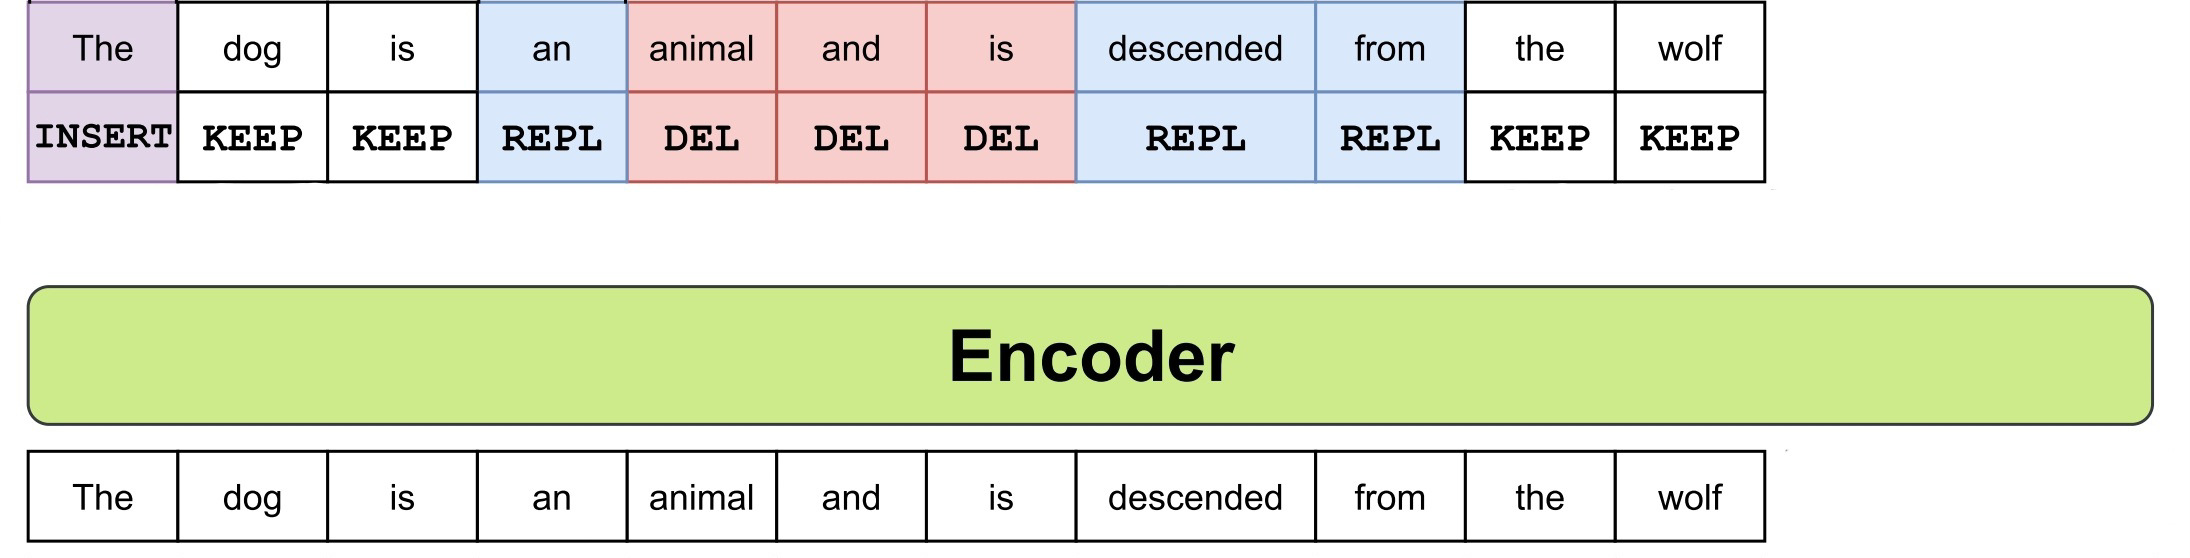 The dog is an animal and is descended from the wolf
INSERT KEEP KEEP REPL DEL DEL DEL REPL REPL KEEP KEEP
Encoder
The dog is an animal and is descended from the wolf